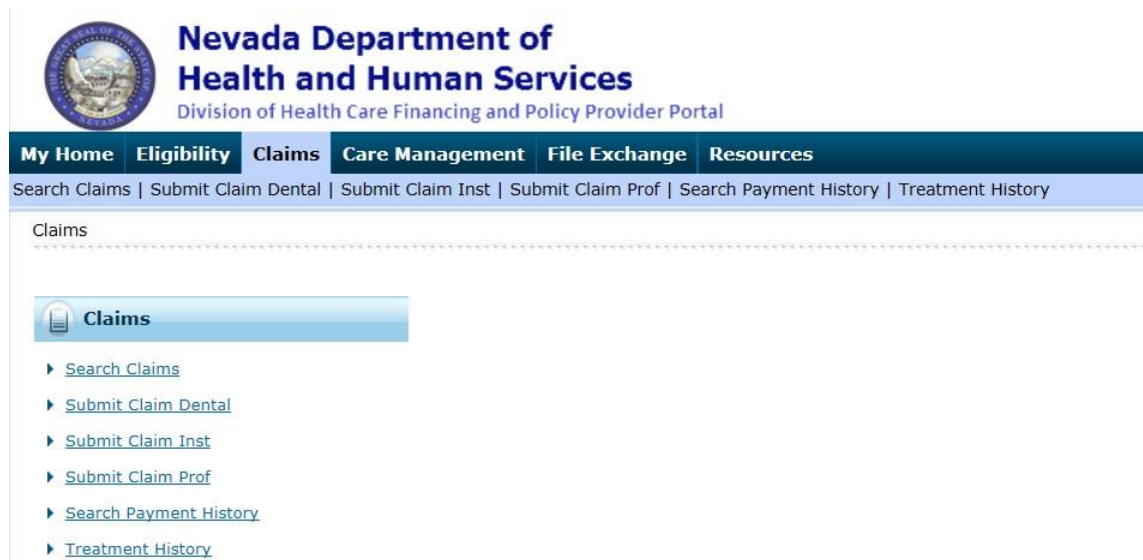 Nevada Department of
Health and Human Services
Division of Health Care Financing and Policy Provider Portal
My Home Eligibility Claims Care Management File Exchange Resources
Search Claims | Submit Claim Dental | Submit Claim Inst | Submit Claim Prof | Search Payment History | Treatment History
Claims
Claims
Search Claims
Submit Claim Dental
Submit Claim Inst
Submit Claim Prof
Search Payment History
Treatment History